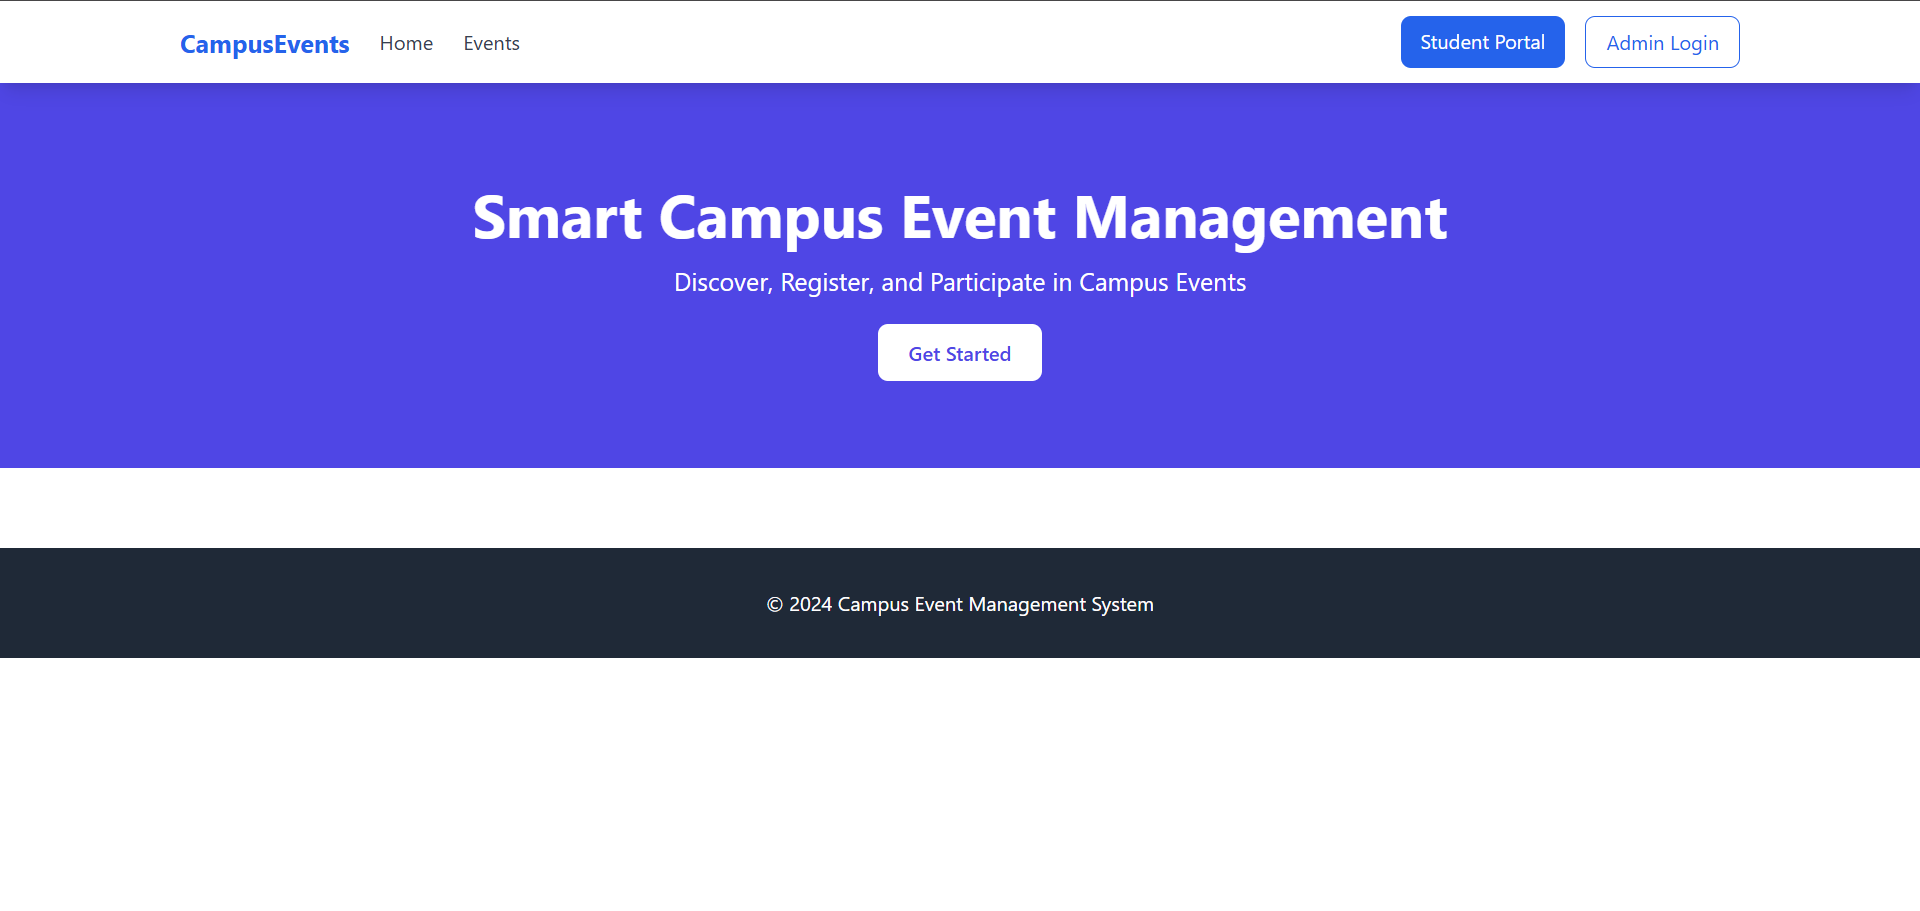 CampusEvents Home Events Student Portal Admin Login
Smart Campus Event Management
Discover, Register, and Participate in Campus Events
Get Started
© 2024 Campus Event Management System